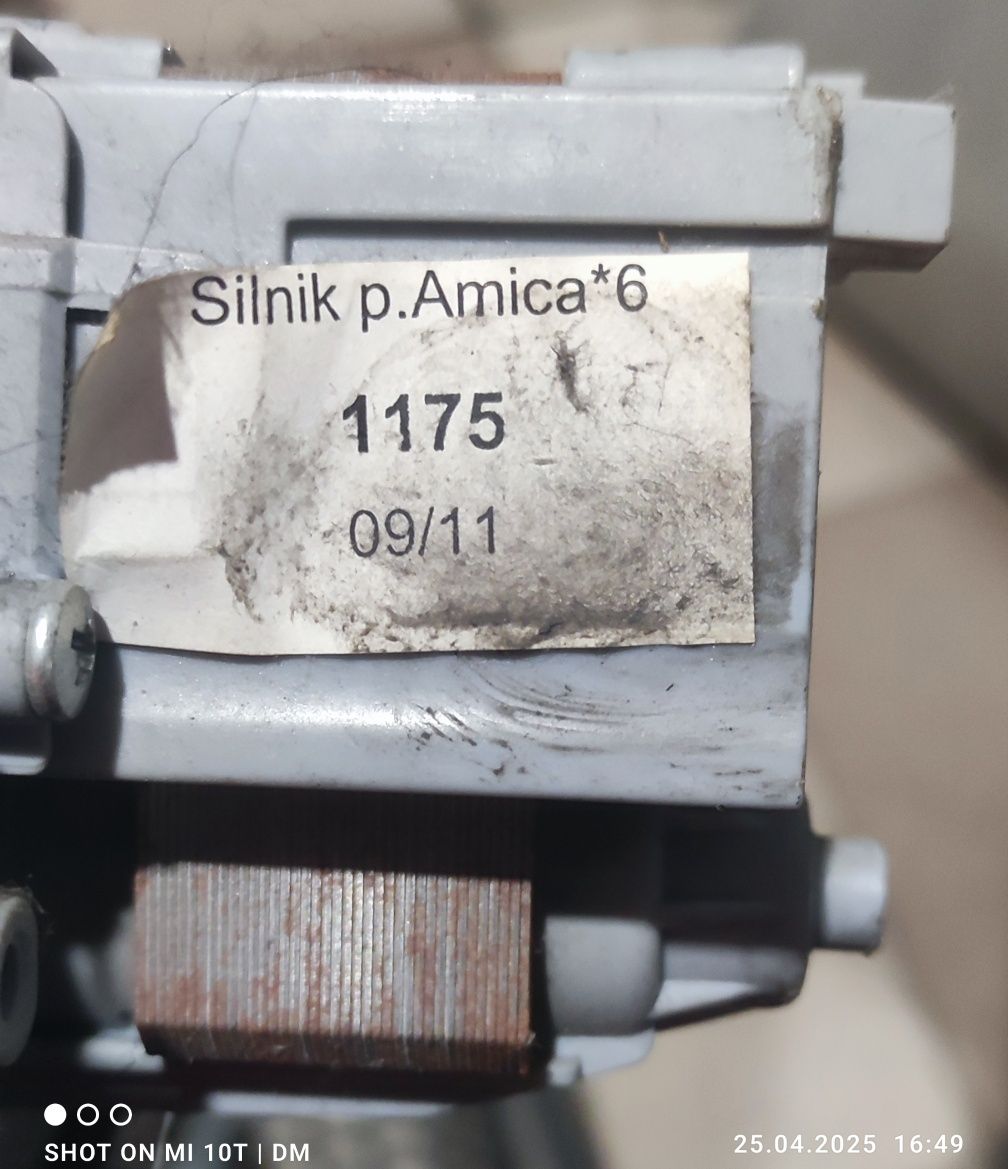 Silnik p.Amica*6
1175
09/11
SHOT ON MI 10T | DM
25.04.2025 16:49